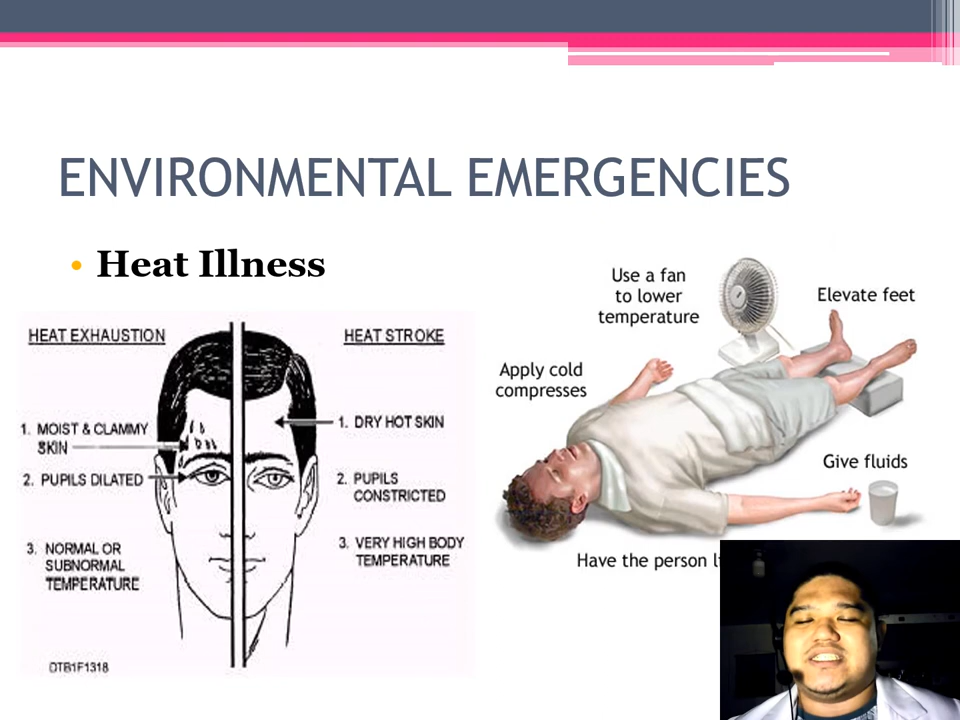 ENVIRONMENTAL EMERGENCIES
• Heat Illness
HEAT EXHAUSTION
1. MOIST & CLAMMY
SKIN
2. PUPILS DILATED
3. NORMAL OR
SUBNORMAL
TEMPERATURE
DTB1F1318
HEAT STROKE
1. DRY HOT SKIN
2. PUPILS
CONSTRICTED
3. VERY HIGH BODY
TEMPERATURE
Use a fan
to lower
temperature
Elevate feet
Apply cold
compresses
Give fluids
Have the person